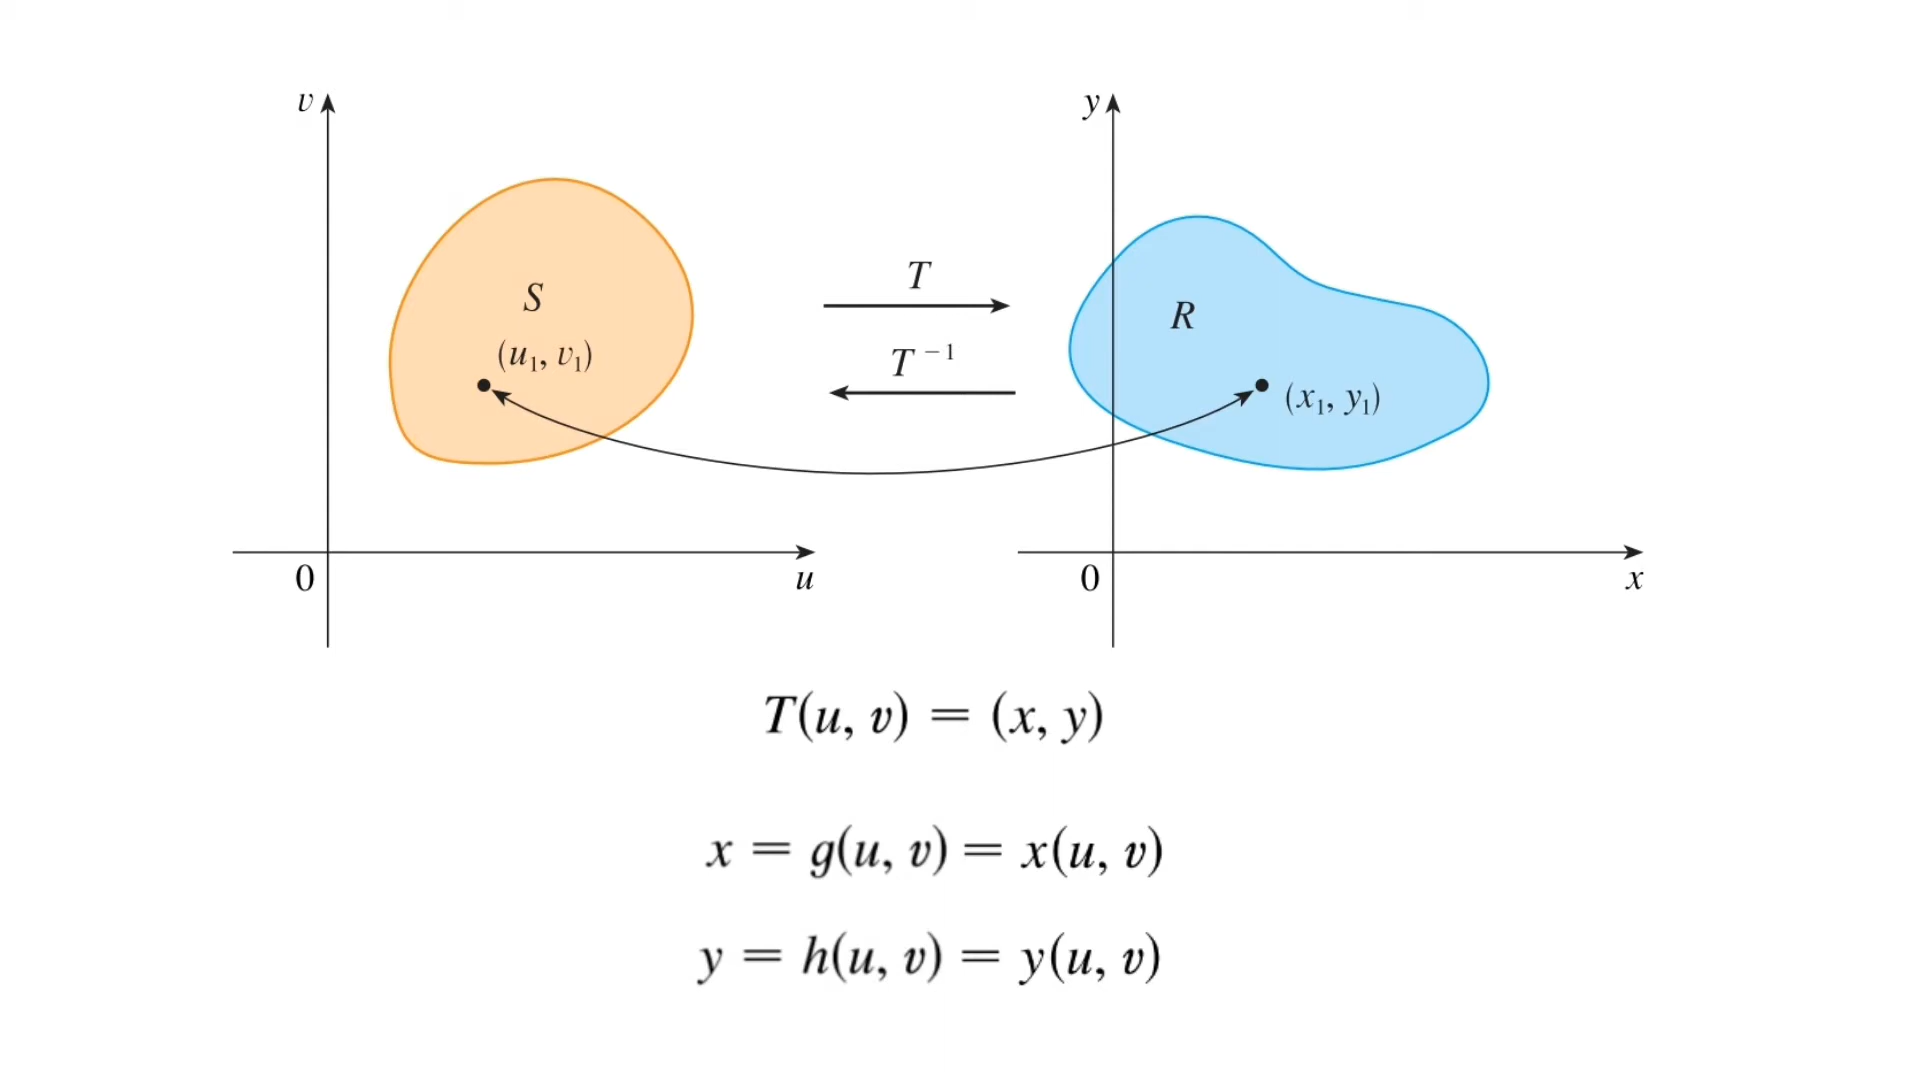 v
y
S
T
R
(u₁, v₁)
T⁻¹
(x₁, y₁)
0
u
0
x
T(u, v) = (x, y)
x = g(u, v) = x(u, v)
y = h(u, v) = y(u, v)